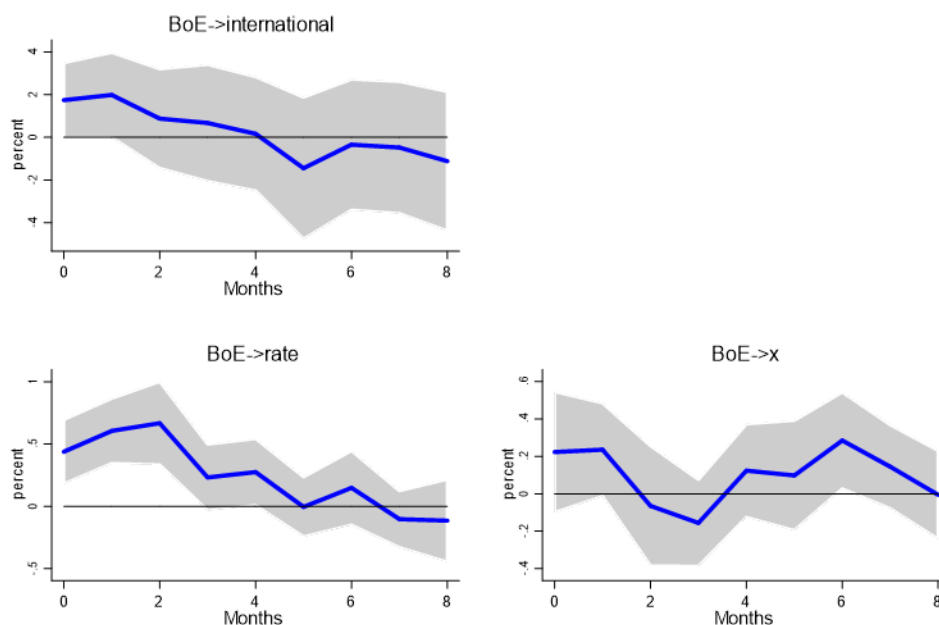 BoE->international
percent
4
2
0
-2
-4
0 2 4 6 8
Months
BoE->rate
percent
1
.5
0
-.5
0 2 4 6 8
Months
BoE->x
percent
.6
.4
.2
0
-.2
-.4
0 2 4 6 8
Months